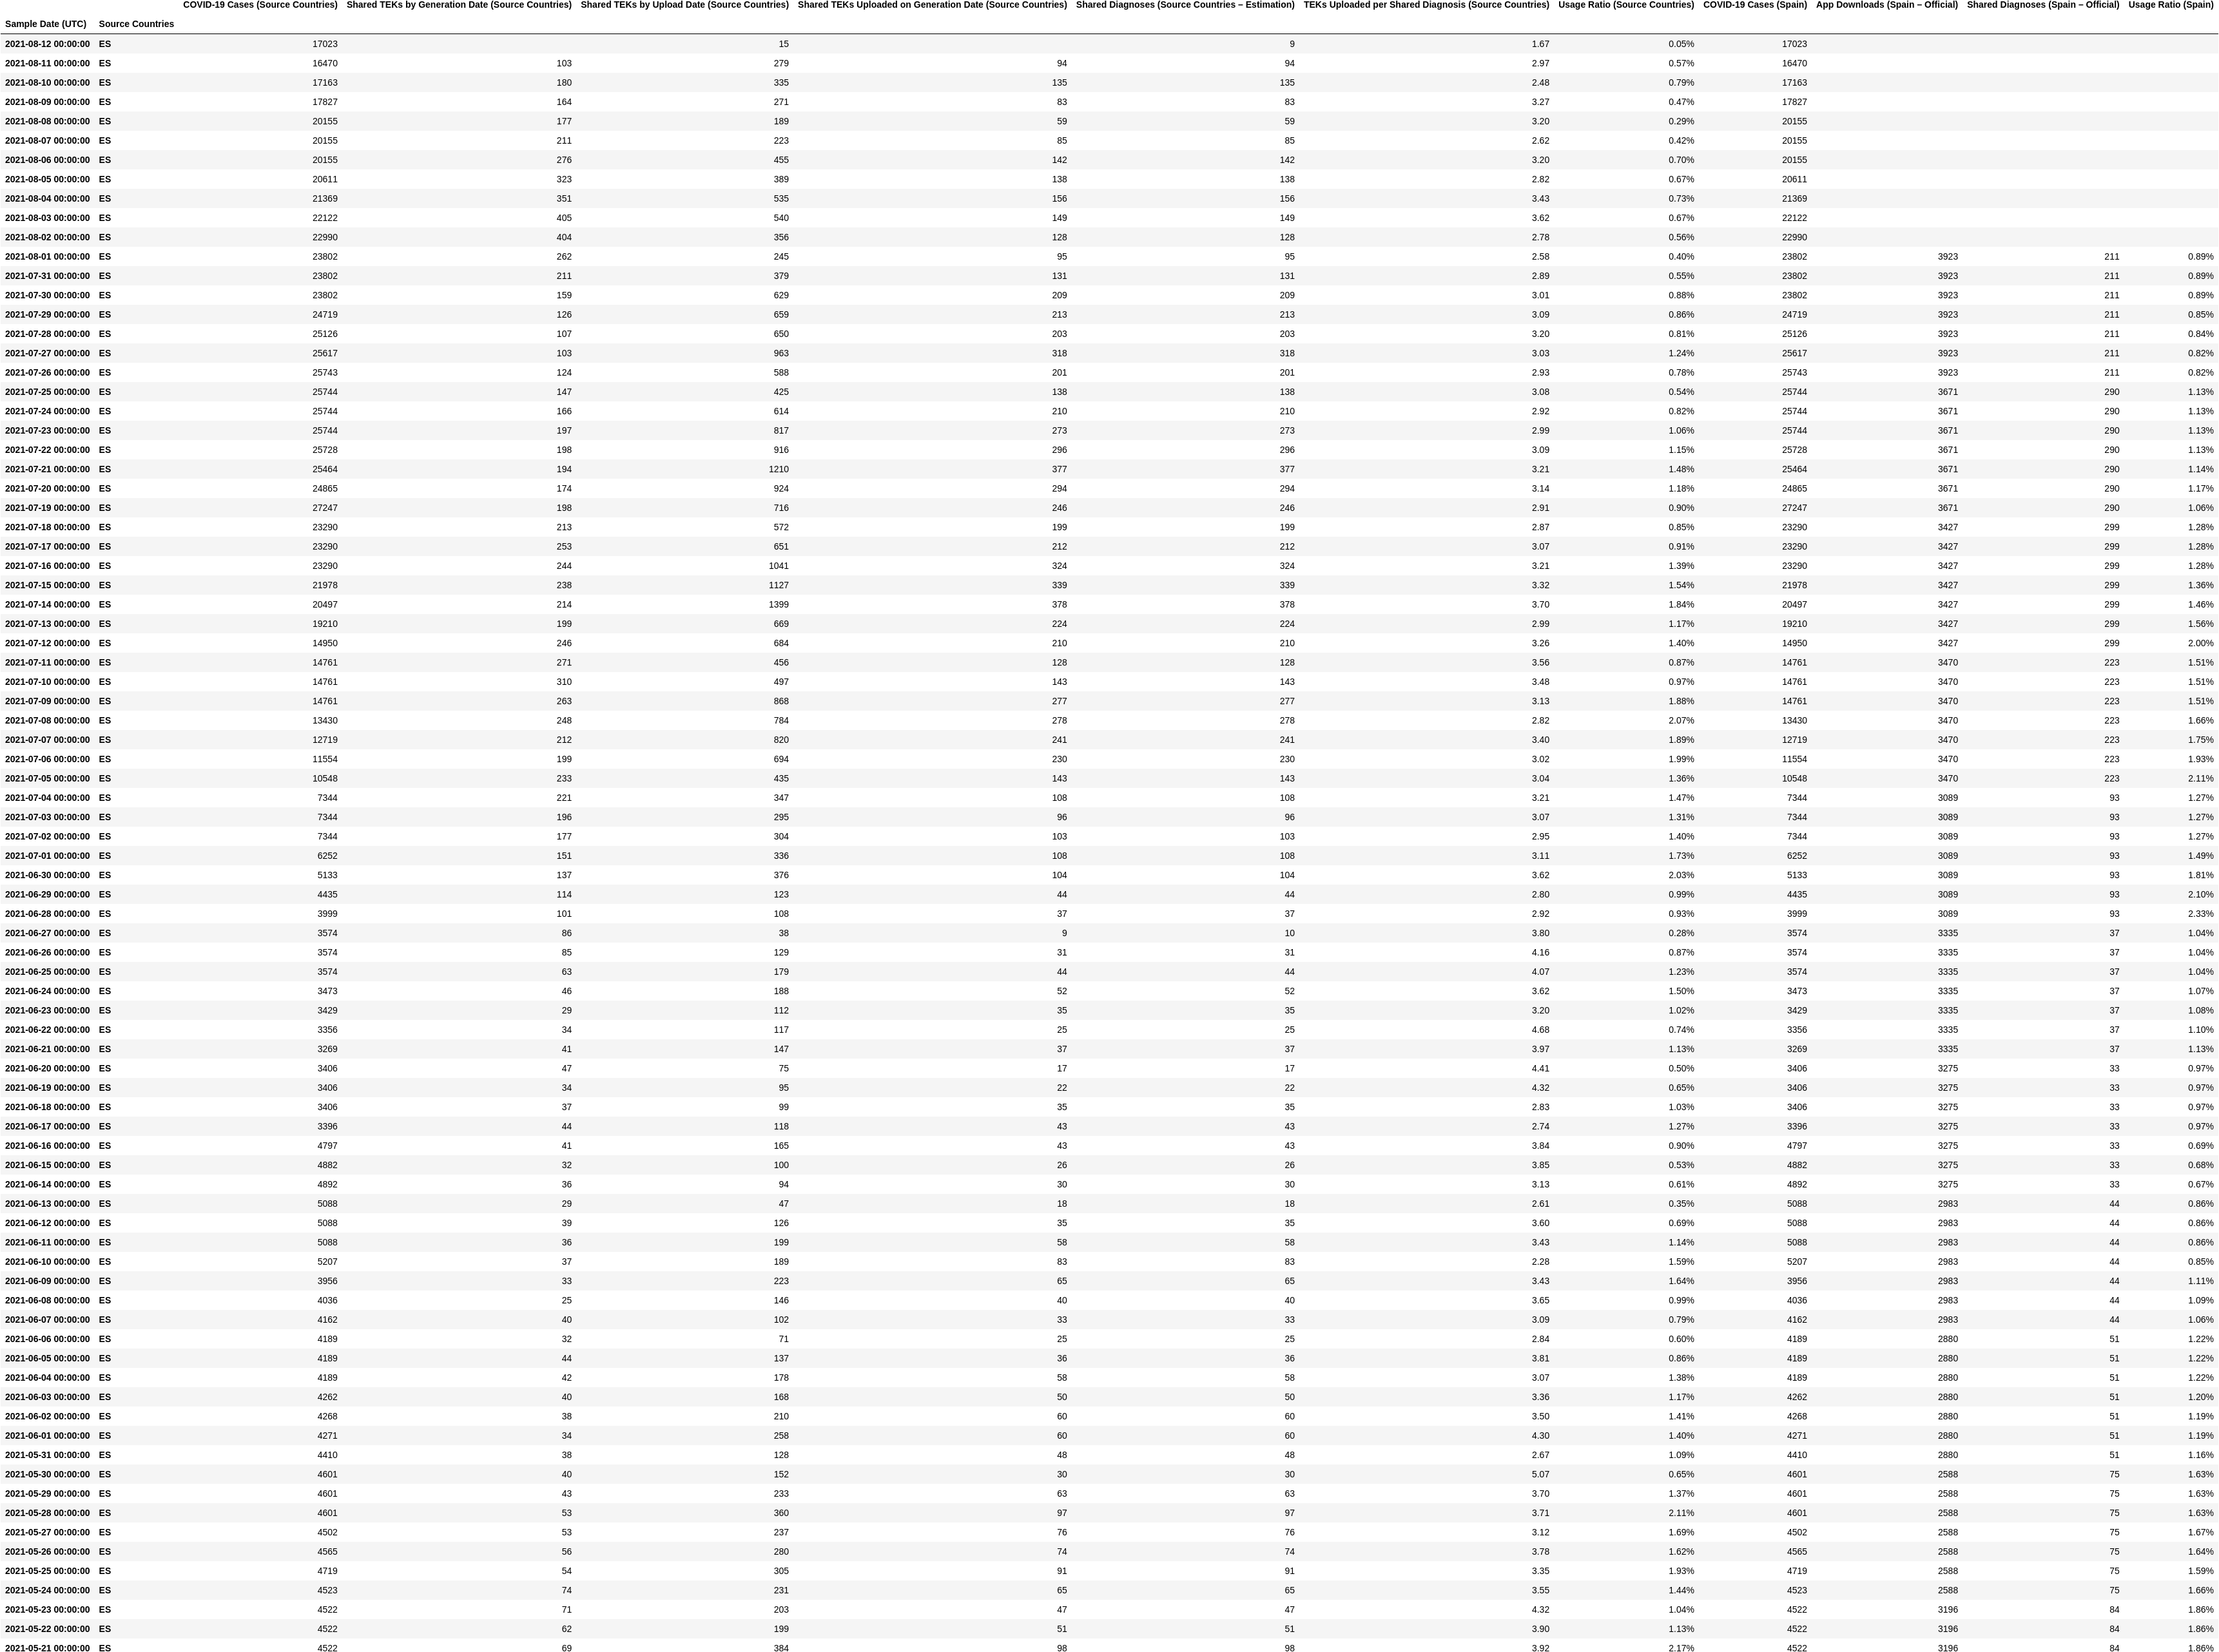 COVID-19 Cases (Source Countries) Shared TEKs by Generation Date (Source Countries) Shared TEKs by Upload Date (Source Countries) Shared TEKs Uploaded on Generation Date (Source Countries) Shared Diagnoses (Source Countries – Estimation) TEKs Uploaded per Shared Diagnosis (Source Countries) Usage Ratio (Source Countries) COVID-19 Cases (Spain) App Downloads (Spain – Official) Shared Diagnoses (Spain – Official) Usage Ratio (Spain)
Sample Date (UTC) Source Countries
2021-08-12 00:00:00 ES 17023 15 9 1.67 0.05% 17023
2021-08-11 00:00:00 ES 16470 103 279 94 94 2.97 0.57% 16470
2021-08-10 00:00:00 ES 17163 180 335 135 135 2.48 0.79% 17163
2021-08-09 00:00:00 ES 17827 164 271 83 83 3.27 0.47% 17827
2021-08-08 00:00:00 ES 20155 177 189 59 59 3.20 0.29% 20155
2021-08-07 00:00:00 ES 20155 211 223 85 85 2.62 0.42% 20155
2021-08-06 00:00:00 ES 20155 276 455 142 142 3.20 0.70% 20155
2021-08-05 00:00:00 ES 20611 323 389 138 138 2.82 0.67% 20611
2021-08-04 00:00:00 ES 21369 351 535 156 156 3.43 0.73% 21369
2021-08-03 00:00:00 ES 22122 405 540 149 149 3.62 0.67% 22122
2021-08-02 00:00:00 ES 22990 404 356 128 128 2.78 0.56% 22990
2021-08-01 00:00:00 ES 23802 262 245 95 95 2.58 0.40% 23802 3923 211 0.89%
2021-07-31 00:00:00 ES 23802 211 379 131 131 2.89 0.55% 23802 3923 211 0.89%
2021-07-30 00:00:00 ES 23802 159 629 209 209 3.01 0.88% 23802 3923 211 0.89%
2021-07-29 00:00:00 ES 24719 126 659 213 213 3.09 0.86% 24719 3923 211 0.85%
2021-07-28 00:00:00 ES 25126 107 650 203 203 3.20 0.81% 25126 3923 211 0.84%
2021-07-27 00:00:00 ES 25617 103 963 318 318 3.03 1.24% 25617 3923 211 0.82%
2021-07-26 00:00:00 ES 25743 124 588 201 201 2.93 0.78% 25743 3923 211 0.82%
2021-07-25 00:00:00 ES 25744 147 425 138 138 3.08 0.54% 25744 3671 290 1.13%
2021-07-24 00:00:00 ES 25744 166 614 210 210 2.92 0.82% 25744 3671 290 1.13%
2021-07-23 00:00:00 ES 25744 197 817 273 273 2.99 1.06% 25744 3671 290 1.13%
2021-07-22 00:00:00 ES 25728 198 916 296 296 3.09 1.15% 25728 3671 290 1.13%
2021-07-21 00:00:00 ES 25464 194 1210 377 377 3.21 1.48% 25464 3671 290 1.14%
2021-07-20 00:00:00 ES 24865 174 924 294 294 3.14 1.18% 24865 3671 290 1.17%
2021-07-19 00:00:00 ES 27247 198 716 246 246 2.91 0.90% 27247 3671 290 1.06%
2021-07-18 00:00:00 ES 23290 213 572 199 199 2.87 0.85% 23290 3427 299 1.28%
2021-07-17 00:00:00 ES 23290 253 651 212 212 3.07 0.91% 23290 3427 299 1.28%
2021-07-16 00:00:00 ES 23290 244 1041 324 324 3.21 1.39% 23290 3427 299 1.28%
2021-07-15 00:00:00 ES 21978 238 1127 339 339 3.32 1.54% 21978 3427 299 1.36%
2021-07-14 00:00:00 ES 20497 214 1399 378 378 3.70 1.84% 20497 3427 299 1.46%
2021-07-13 00:00:00 ES 19210 199 669 224 224 2.99 1.17% 19210 3427 299 1.56%
2021-07-12 00:00:00 ES 14950 246 684 210 210 3.26 1.40% 14950 3427 299 2.00%
2021-07-11 00:00:00 ES 14761 271 456 128 128 3.56 0.87% 14761 3470 223 1.51%
2021-07-10 00:00:00 ES 14761 310 497 143 143 3.48 0.97% 14761 3470 223 1.51%
2021-07-09 00:00:00 ES 14761 263 868 277 277 3.13 1.88% 14761 3470 223 1.51%
2021-07-08 00:00:00 ES 13430 248 784 278 278 2.82 2.07% 13430 3470 223 1.66%
2021-07-07 00:00:00 ES 12719 212 820 241 241 3.40 1.89% 12719 3470 223 1.75%
2021-07-06 00:00:00 ES 11554 199 694 230 230 3.02 1.99% 11554 3470 223 1.93%
2021-07-05 00:00:00 ES 10548 233 435 143 143 3.04 1.36% 10548 3470 223 2.11%
2021-07-04 00:00:00 ES 7344 221 347 108 108 3.21 1.47% 7344 3089 93 1.27%
2021-07-03 00:00:00 ES 7344 196 295 96 96 3.07 1.31% 7344 3089 93 1.27%
2021-07-02 00:00:00 ES 7344 177 304 103 103 2.95 1.40% 7344 3089 93 1.27%
2021-07-01 00:00:00 ES 6252 151 336 108 108 3.11 1.73% 6252 3089 93 1.49%
2021-06-30 00:00:00 ES 5133 137 376 104 104 3.62 2.03% 5133 3089 93 1.81%
2021-06-29 00:00:00 ES 4435 114 123 44 44 2.80 0.99% 4435 3089 93 2.10%
2021-06-28 00:00:00 ES 3999 101 108 37 37 2.92 0.93% 3999 3089 93 2.33%
2021-06-27 00:00:00 ES 3574 86 38 9 10 3.80 0.28% 3574 3335 37 1.04%
2021-06-26 00:00:00 ES 3574 85 129 31 31 4.16 0.87% 3574 3335 37 1.04%
2021-06-25 00:00:00 ES 3574 63 179 44 44 4.07 1.23% 3574 3335 37 1.04%
2021-06-24 00:00:00 ES 3473 46 188 52 52 3.62 1.50% 3473 3335 37 1.07%
2021-06-23 00:00:00 ES 3429 29 112 35 35 3.20 1.02% 3429 3335 37 1.08%
2021-06-22 00:00:00 ES 3356 34 117 25 25 4.68 0.74% 3356 3335 37 1.10%
2021-06-21 00:00:00 ES 3269 41 147 37 37 3.97 1.13% 3269 3335 37 1.13%
2021-06-20 00:00:00 ES 3406 47 75 17 17 4.41 0.50% 3406 3275 33 0.97%
2021-06-19 00:00:00 ES 3406 34 95 22 22 4.32 0.65% 3406 3275 33 0.97%
2021-06-18 00:00:00 ES 3406 37 99 35 35 2.83 1.03% 3406 3275 33 0.97%
2021-06-17 00:00:00 ES 3396 44 118 43 43 2.74 1.27% 3396 3275 33 0.97%
2021-06-16 00:00:00 ES 4797 41 165 43 43 3.84 0.90% 4797 3275 33 0.69%
2021-06-15 00:00:00 ES 4882 32 100 26 26 3.85 0.53% 4882 3275 33 0.68%
2021-06-14 00:00:00 ES 4892 36 94 30 30 3.13 0.61% 4892 3275 33 0.67%
2021-06-13 00:00:00 ES 5088 29 47 18 18 2.61 0.35% 5088 2983 44 0.86%
2021-06-12 00:00:00 ES 5088 39 126 35 35 3.60 0.69% 5088 2983 44 0.86%
2021-06-11 00:00:00 ES 5088 36 199 58 58 3.43 1.14% 5088 2983 44 0.86%
2021-06-10 00:00:00 ES 5207 37 189 83 83 2.28 1.59% 5207 2983 44 0.85%
2021-06-09 00:00:00 ES 3956 33 223 65 65 3.43 1.64% 3956 2983 44 1.11%
2021-06-08 00:00:00 ES 4036 25 146 40 40 3.65 0.99% 4036 2983 44 1.09%
2021-06-07 00:00:00 ES 4162 40 102 33 33 3.09 0.79% 4162 2983 44 1.06%
2021-06-06 00:00:00 ES 4189 32 71 25 25 2.84 0.60% 4189 2880 51 1.22%
2021-06-05 00:00:00 ES 4189 44 137 36 36 3.81 0.86% 4189 2880 51 1.22%
2021-06-04 00:00:00 ES 4189 42 178 58 58 3.07 1.38% 4189 2880 51 1.22%
2021-06-03 00:00:00 ES 4262 40 168 50 50 3.36 1.17% 4262 2880 51 1.20%
2021-06-02 00:00:00 ES 4268 38 210 60 60 3.50 1.41% 4268 2880 51 1.19%
2021-06-01 00:00:00 ES 4271 34 258 60 60 4.30 1.40% 4271 2880 51 1.19%
2021-05-31 00:00:00 ES 4410 38 128 48 48 2.67 1.09% 4410 2880 51 1.16%
2021-05-30 00:00:00 ES 4601 40 152 30 30 5.07 0.65% 4601 2588 75 1.63%
2021-05-29 00:00:00 ES 4601 43 233 63 63 3.70 1.37% 4601 2588 75 1.63%
2021-05-28 00:00:00 ES 4601 53 360 97 97 3.71 2.11% 4601 2588 75 1.63%
2021-05-27 00:00:00 ES 4502 53 237 76 76 3.12 1.69% 4502 2588 75 1.67%
2021-05-26 00:00:00 ES 4565 56 280 74 74 3.78 1.62% 4565 2588 75 1.64%
2021-05-25 00:00:00 ES 4719 54 305 91 91 3.35 1.93% 4719 2588 75 1.59%
2021-05-24 00:00:00 ES 4523 74 231 65 65 3.55 1.44% 4523 2588 75 1.66%
2021-05-23 00:00:00 ES 4522 71 203 47 47 4.32 1.04% 4522 3196 84 1.86%
2021-05-22 00:00:00 ES 4522 62 199 51 51 3.90 1.13% 4522 3196 84 1.86%
2021-05-21 00:00:00 ES 4522 69 384 98 98 3.92 2.17% 4522 3196 84 1.86%